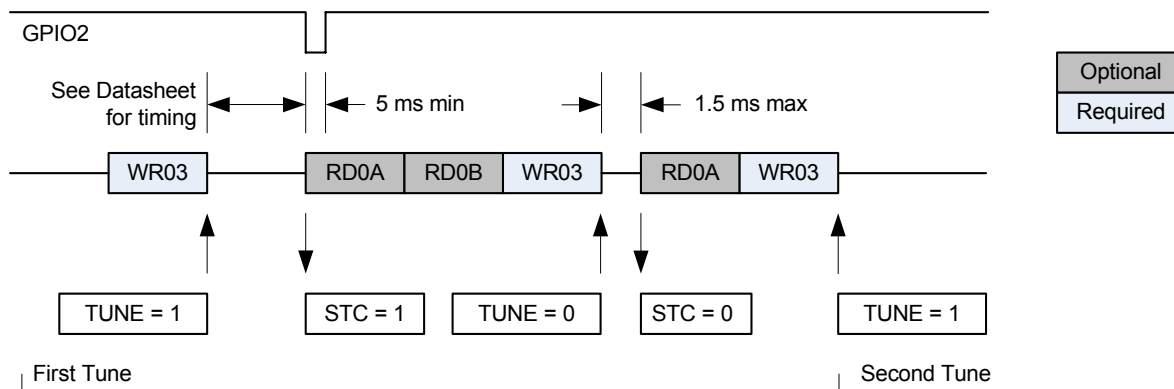 GPIO2
See Datasheet
for timing
5 ms min
1.5 ms max
Optional
Required
WR03
RD0A
RD0B
WR03
RD0A
WR03
TUNE = 1
STC = 1
TUNE = 0
STC = 0
TUNE = 1
First Tune
Second Tune